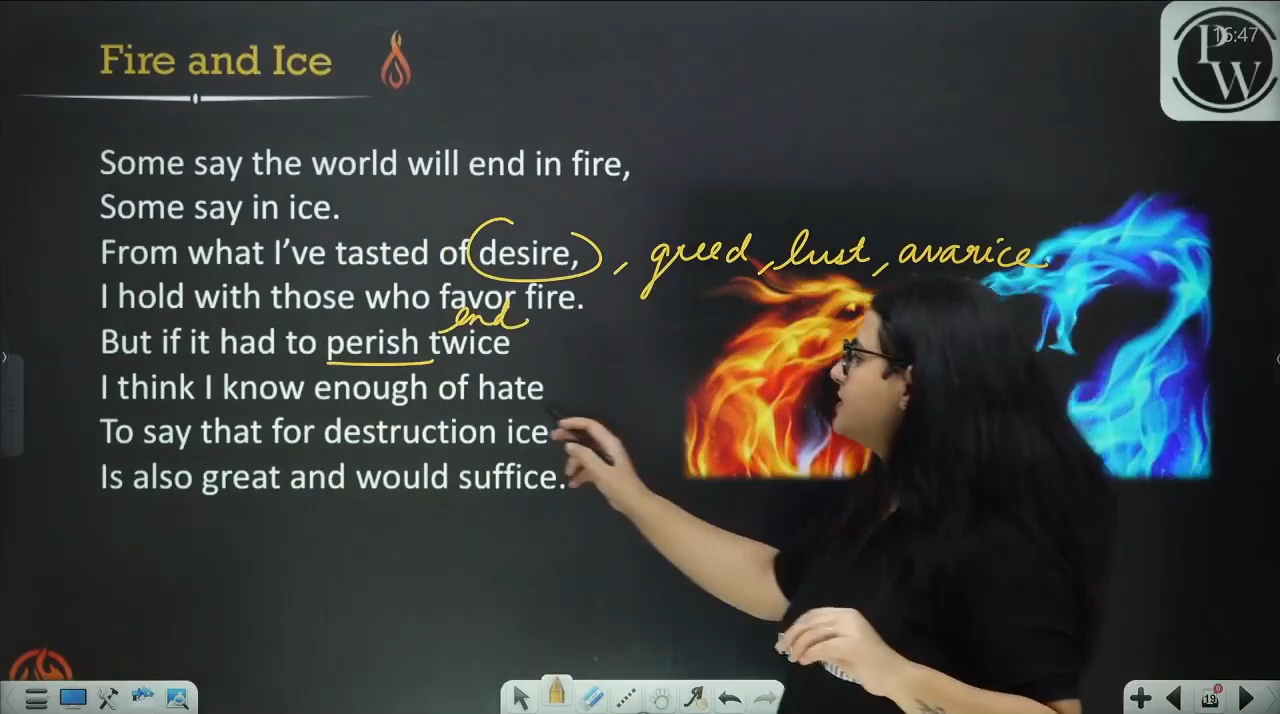 Fire and Ice
16:47
PW
Some say the world will end in fire,
Some say in ice.
From what I've tasted of desire, , greed, lust, avarice
I hold with those who favor fire.
end
But if it had to perish twice
I think I know enough of hate
To say that for destruction ice
Is also great and would suffice.
19